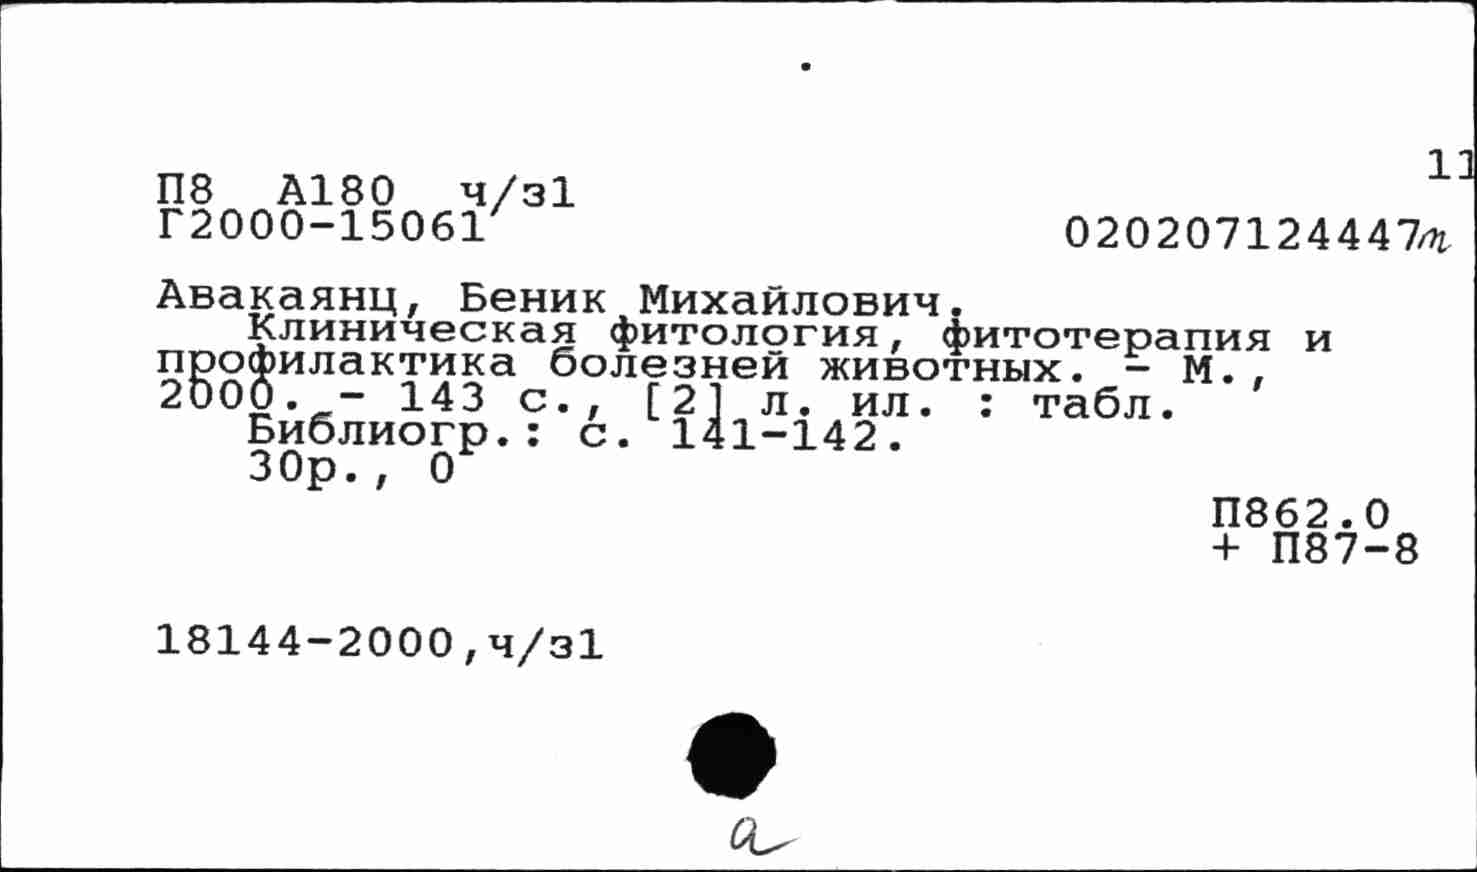 11
П8 А180 ч/з1
Г2000-15061
020207124447m
Авакаянц, Беник Михайлович.
Клиническая фитология, фитотерапия и
профилактика болезней животных. - М.,
2000. - 143 с., [2] л. ил. : табл.
Библиогр.: с. 141-142.
30р., 0
П862.0
+ П87-8
18144-2000,ч/з1
а